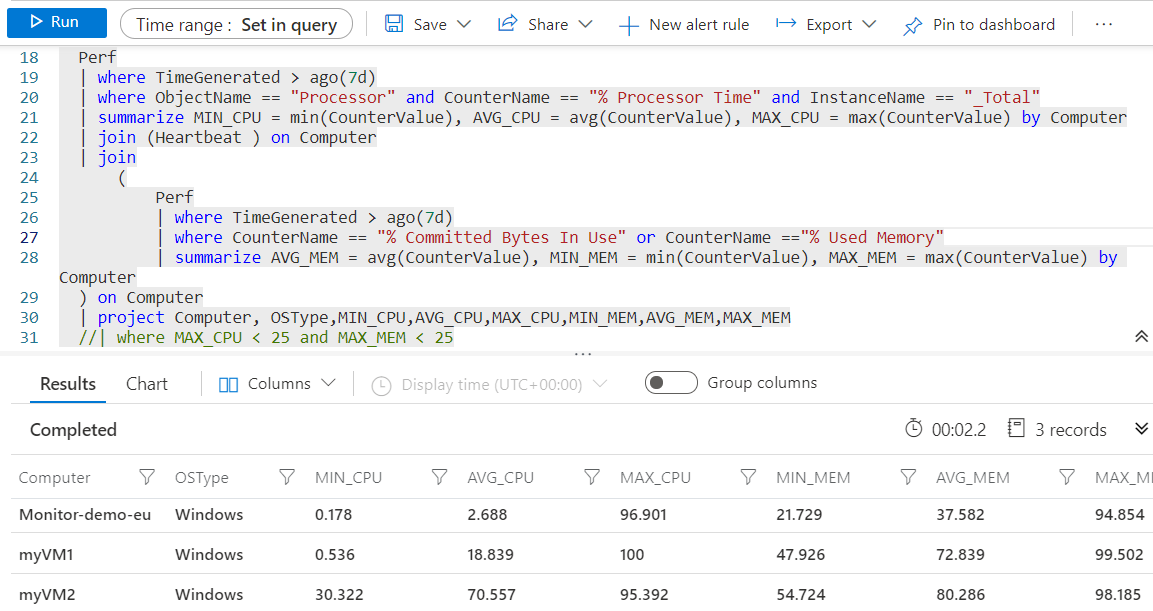 Run Time range : Set in query Save Share New alert rule Export Pin to dashboard ...
18 Perf
19 | where TimeGenerated > ago(7d)
20 | where ObjectName == "Processor" and CounterName == "% Processor Time" and InstanceName == "_Total"
21 | summarize MIN_CPU = min(CounterValue), AVG_CPU = avg(CounterValue), MAX_CPU = max(CounterValue) by Computer
22 | join (Heartbeat ) on Computer
23 | join
24 (
25 Perf
26 | where TimeGenerated > ago(7d)
27 | where CounterName == "% Committed Bytes In Use" or CounterName =="% Used Memory"
28 | summarize AVG_MEM = avg(CounterValue), MIN_MEM = min(CounterValue), MAX_MEM = max(CounterValue) by
Computer
29 ) on Computer
30 | project Computer, OSType,MIN_CPU,AVG_CPU,MAX_CPU,MIN_MEM,AVG_MEM,MAX_MEM
31 //| where MAX_CPU < 25 and MAX_MEM < 25
...
Results Chart Columns Display time (UTC+00:00) Group columns
Completed 00:02.2 3 records
Computer OSType MIN_CPU AVG_CPU MAX_CPU MIN_MEM AVG_MEM
Monitor-demo-eu Windows 0.178 2.688 96.901 21.729 37.582 94.854
myVM1 Windows 0.536 18.839 100 47.926 72.839 99.502
myVM2 Windows 30.322 70.557 95.392 54.724 80.286 98.185